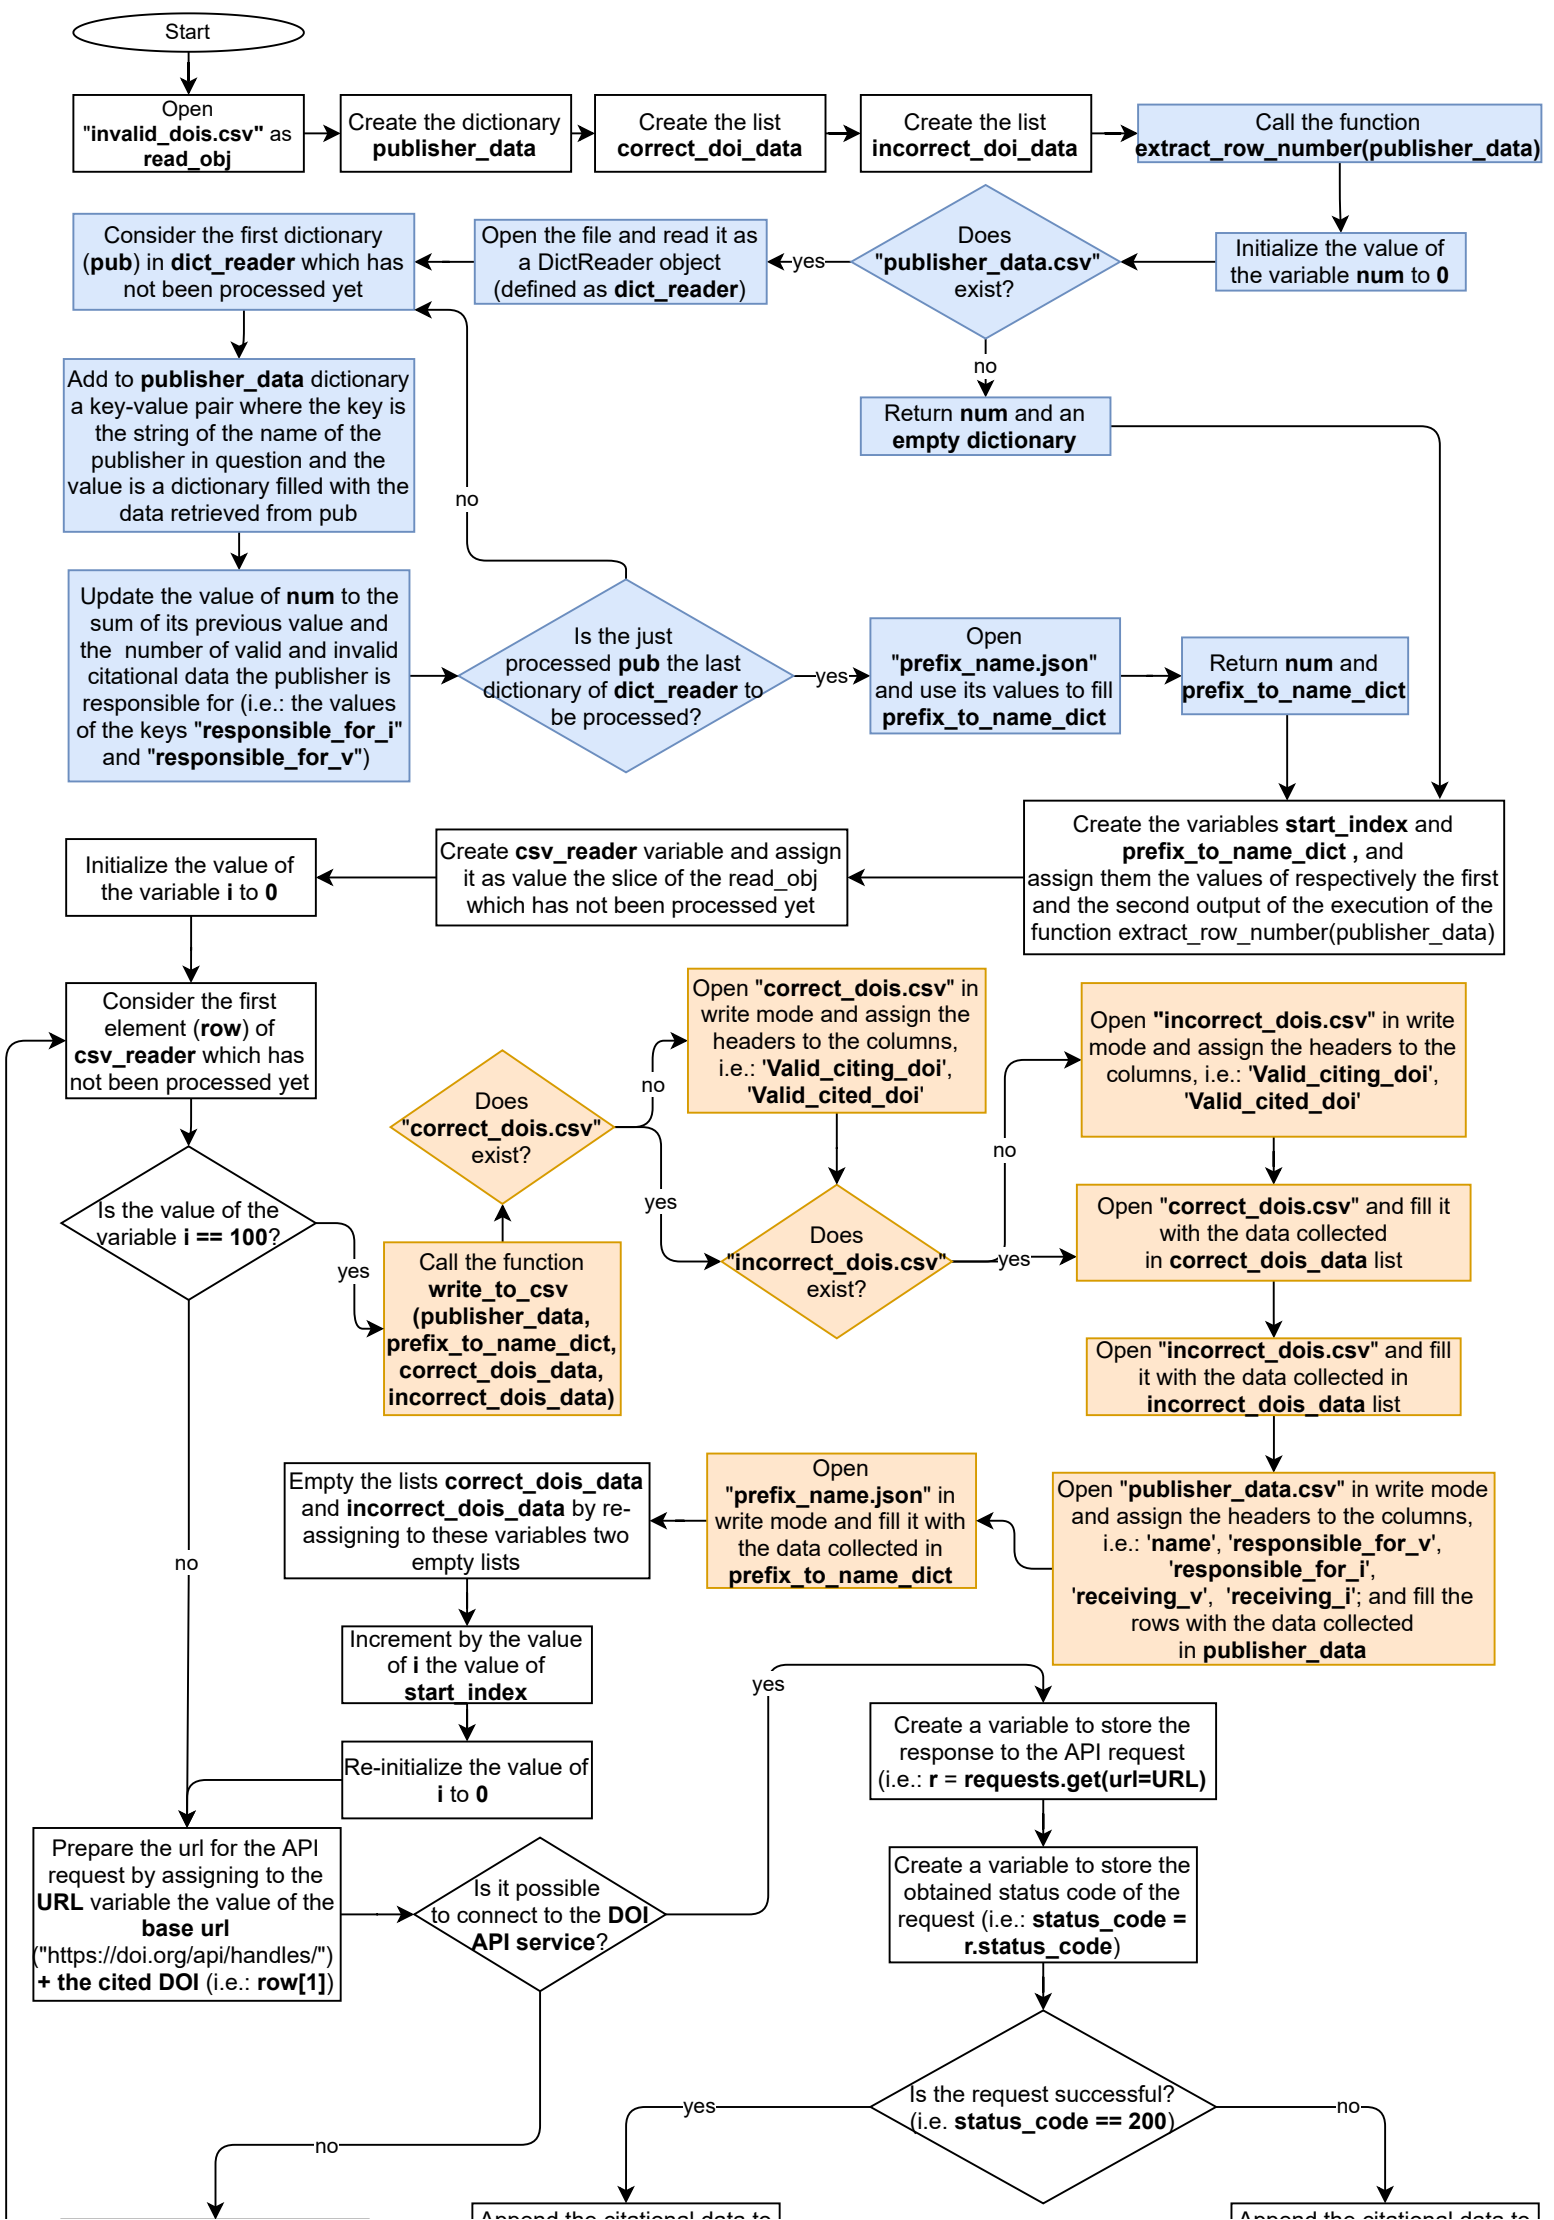 Start
Open
"invalid_dois.csv" as
read_obj
Create the dictionary
publisher_data
Create the list
correct_doi_data
Create the list
incorrect_doi_data
Call the function
extract_row_number(publisher_data)
Initialize the value of
the variable num to 0
Does
"publisher_data.csv"
exist?
yes
Open the file and read it as
a DictReader object
(defined as dict_reader)
Consider the first dictionary
(pub) in dict_reader which has
not been processed yet
no
Return num and an
empty dictionary
Add to publisher_data dictionary
a key-value pair where the key is
the string of the name of the
publisher in question and the
value is a dictionary filled with the
data retrieved from pub
no
Update the value of num to the
sum of its previous value and
the  number of valid and invalid
citational data the publisher is
responsible for (i.e.: the values
of the keys "responsible_for_i"
and "responsible_for_v")
Is the just
processed pub the last
dictionary of dict_reader to
be processed?
yes
Open
"prefix_name.json"
and use its values to fill
prefix_to_name_dict
Return num and
prefix_to_name_dict
Create the variables start_index and
prefix_to_name_dict , and
assign them the values of respectively the first
and the second output of the execution of the
function extract_row_number(publisher_data)
Create csv_reader variable and assign
it as value the slice of the read_obj
which has not been processed yet
Initialize the value of
the variable i to 0
Consider the first
element (row) of
csv_reader which has
not been processed yet
Is the value of the
variable i == 100?
yes
no
Call the function
write_to_csv
(publisher_data,
prefix_to_name_dict,
correct_dois_data,
incorrect_dois_data)
Does
"correct_dois.csv"
exist?
no
yes
Open "correct_dois.csv" in
write mode and assign the
headers to the columns,
i.e.: 'Valid_citing_doi',
'Valid_cited_doi'
Does
"incorrect_dois.csv"
exist?
no
yes
Open "incorrect_dois.csv" in write
mode and assign the headers to the
columns, i.e.: 'Valid_citing_doi',
'Valid_cited_doi'
Open "correct_dois.csv" and fill it
with the data collected
in correct_dois_data list
Open "incorrect_dois.csv" and fill
it with the data collected in
incorrect_dois_data list
Open "publisher_data.csv" in write mode
and assign the headers to the columns,
i.e.: 'name', 'responsible_for_v',
'responsible_for_i',
'receiving_v',  'receiving_i'; and fill the
rows with the data collected
in publisher_data
Open
"prefix_name.json" in
write mode and fill it with
the data collected in
prefix_to_name_dict
Empty the lists correct_dois_data
and incorrect_dois_data by re-
assigning to these variables two
empty lists
Increment by the value
of i the value of
start_index
Re-initialize the value of
i to 0
Prepare the url for the API
request by assigning to the
URL variable the value of the
base url
("https://doi.org/api/handles/")
+ the cited DOI (i.e.: row[1])
Is it possible
to connect to the DOI
API service?
yes
no
Create a variable to store the
response to the API request
(i.e.: r = requests.get(url=URL)
Create a variable to store the
obtained status code of the
request (i.e.: status_code =
r.status_code)
Is the request successful?
(i.e. status_code == 200)
yes
no
Append the citational data to
Append the citational data to